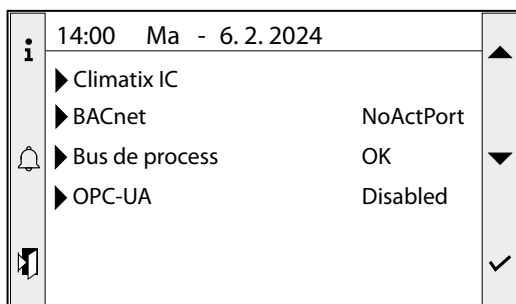 14:00 Ma - 6. 2. 2024
Climatix IC
BACnet NoActPort
Bus de process OK
OPC-UA Disabled